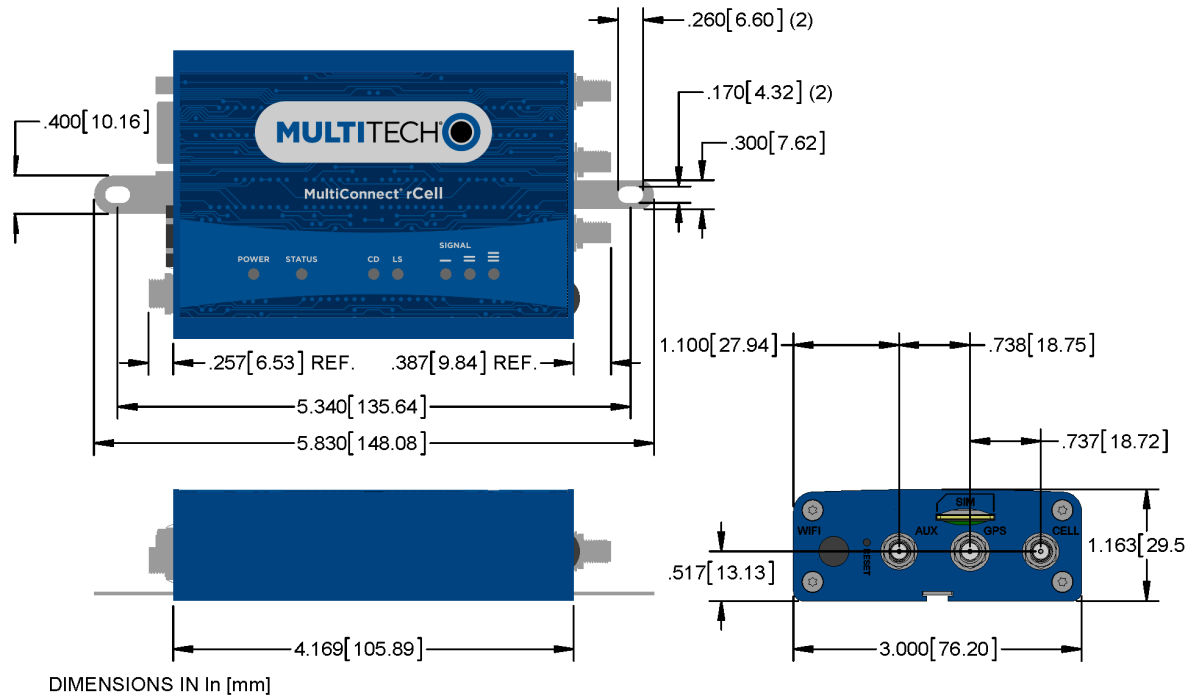 .260[6.60] (2)
.170[4.32] (2)
.400[10.16]
.300[7.62]
MULTITECH®
MultiConnect® rCell
SIGNAL
POWER STATUS CD LS
.257[6.53] REF. .387[9.84] REF.
1.100[27.94] .738[18.75]
5.340[135.64]
5.830[148.08]
.737[18.72]
SIM
WIFI AUX GPS CELL
RESET
1.163[29.5
.517[13.13]
4.169[105.89]
3.000[76.20]
DIMENSIONS IN In [mm]